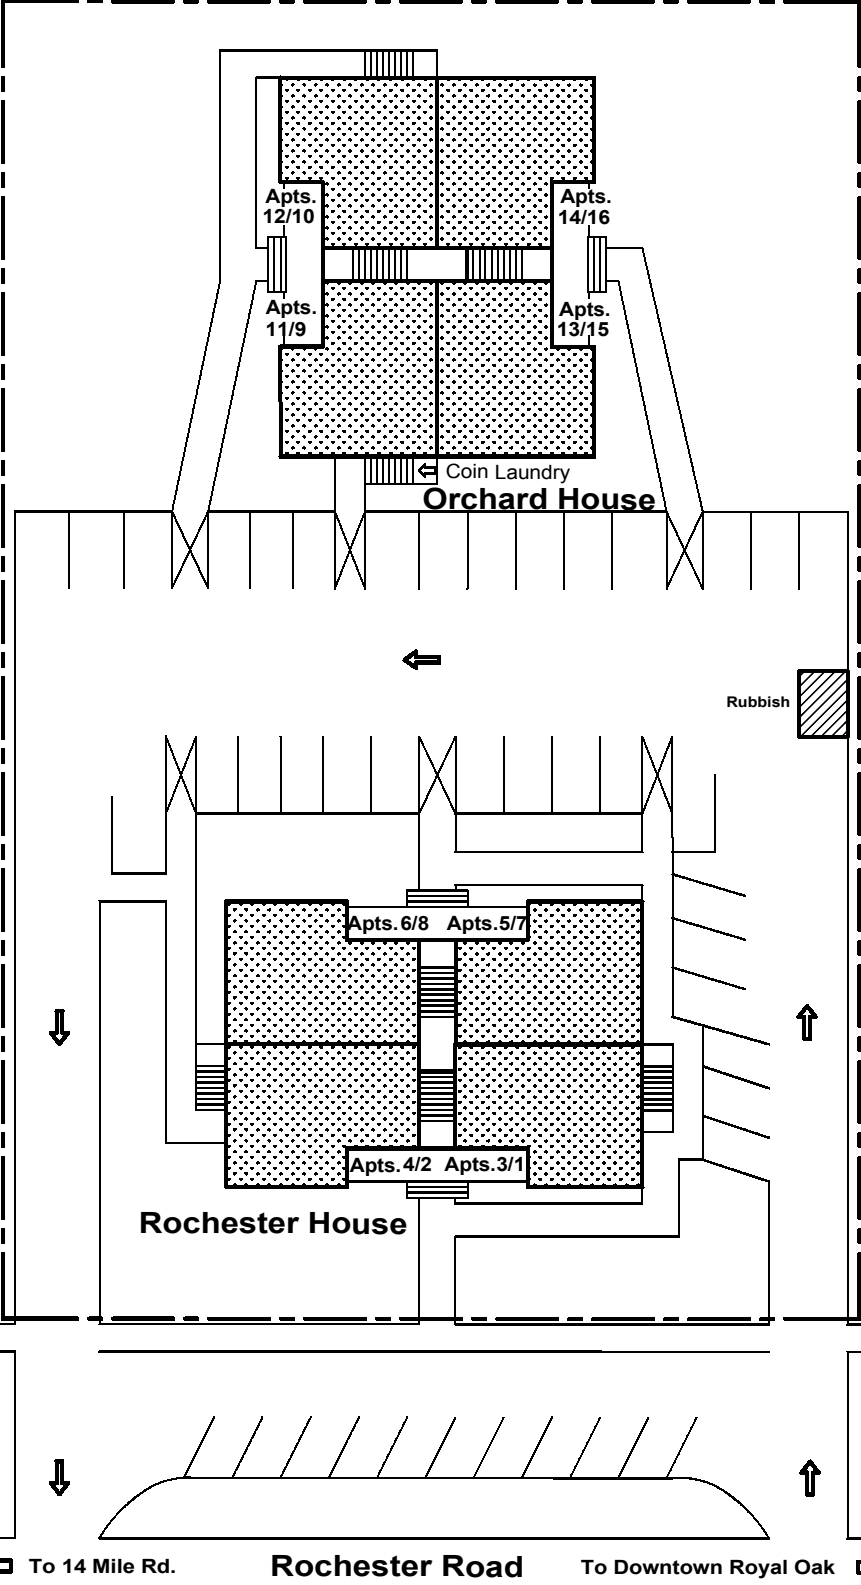 Apts.
12/10
Apts.
14/16
Apts.
11/9
Apts.
13/15
Coin Laundry
Orchard House
Rubbish
Apts. 6/8 Apts. 5/7
Apts. 4/2 Apts. 3/1
Rochester House
To 14 Mile Rd. Rochester Road To Downtown Royal Oak